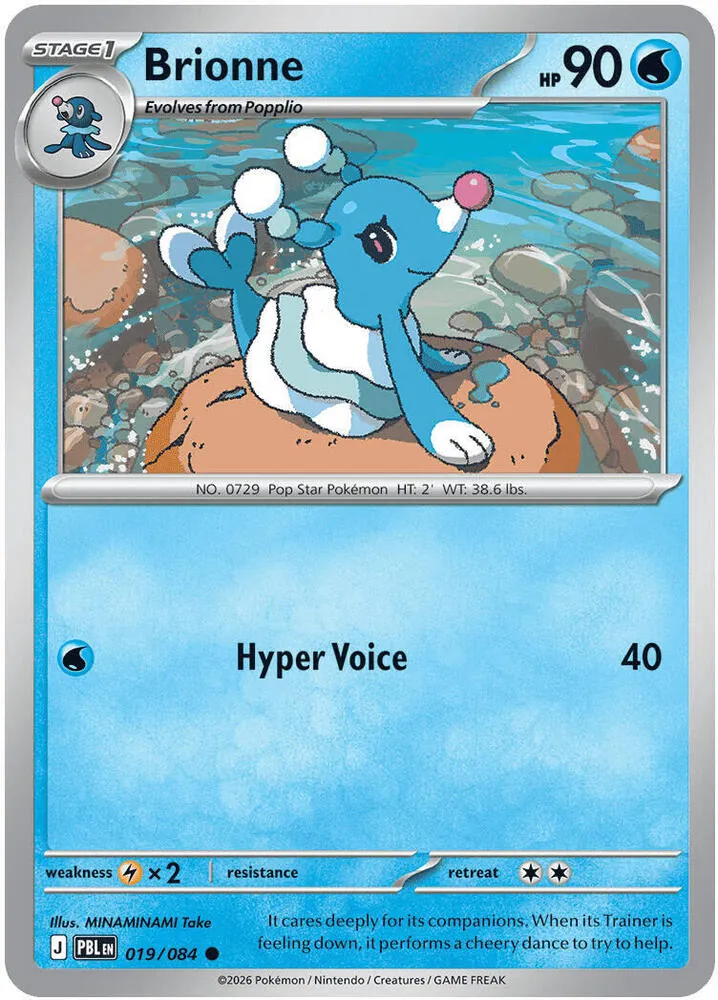 STAGE 1
Brionne
HP 90
Evolves from Popplio
NO. 0729 Pop Star Pokémon HT: 2' WT: 38.6 lbs.
Hyper Voice 40
weakness ×2 resistance retreat
Illus. MINAMINAMI Take
It cares deeply for its companions. When its Trainer is
feeling down, it performs a cheery dance to try to help.
J PBL EN 019/084
©2026 Pokémon / Nintendo / Creatures / GAME FREAK